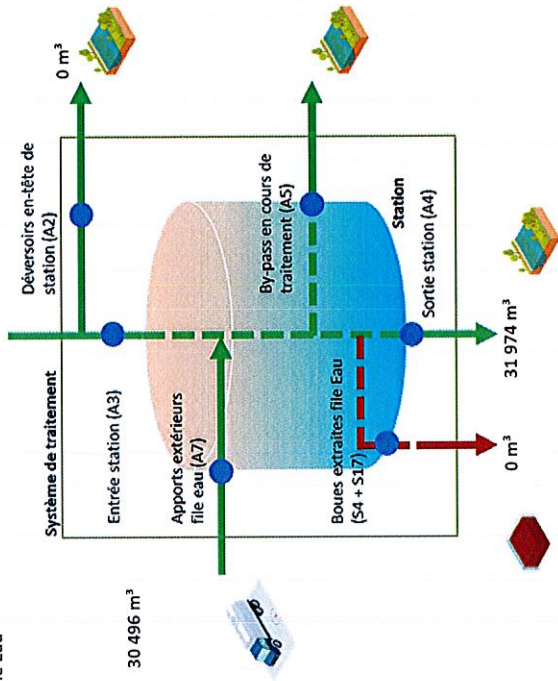 le Eau
Système de traitement
Déversoirs en-tête de
station (A2)
0 m³
Entrée station (A3)
30 496 m³
Apports extérieurs
file eau (A7)
By-pass en cours de
traitement (A5)
Boues extraites file Eau
(S4 + S17)
Station
Sortie station (A4)
0 m³
31 974 m³